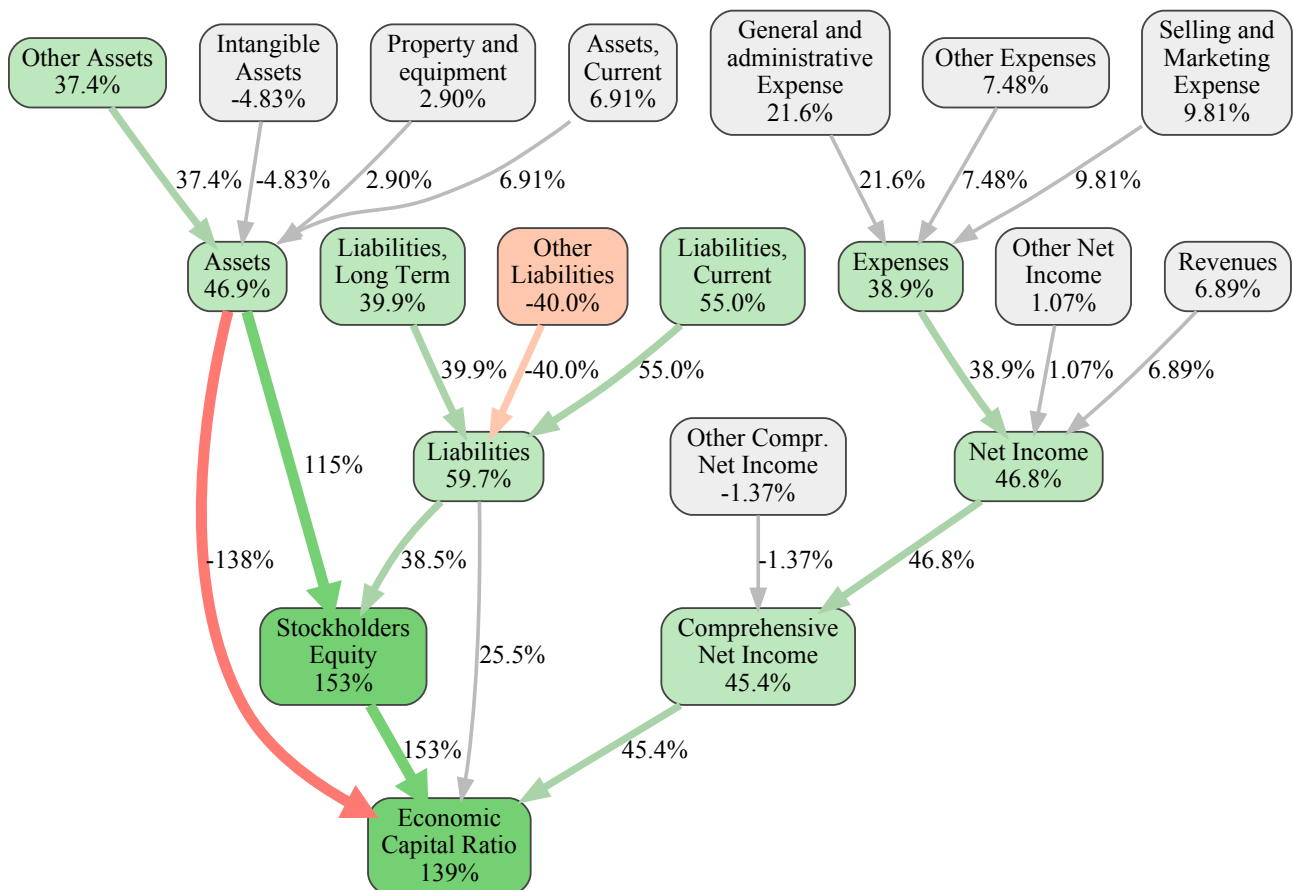 Other Assets
37.4%
Intangible
Assets
-4.83%
Property and
equipment
2.90%
Assets,
Current
6.91%
General and
administrative
Expense
21.6%
Other Expenses
7.48%
Selling and
Marketing
Expense
9.81%
37.4%
-4.83%
2.90%
6.91%
21.6%
7.48%
9.81%
Assets
46.9%
Liabilities,
Long Term
39.9%
Other
Liabilities
-40.0%
Liabilities,
Current
55.0%
Expenses
38.9%
Other Net
Income
1.07%
Revenues
6.89%
39.9%
-40.0%
55.0%
38.9%
1.07%
6.89%
115%
Liabilities
59.7%
Other Compr.
Net Income
-1.37%
Net Income
46.8%
-138%
38.5%
-1.37%
46.8%
Stockholders
Equity
153%
25.5%
Comprehensive
Net Income
45.4%
153%
45.4%
Economic
Capital Ratio
139%